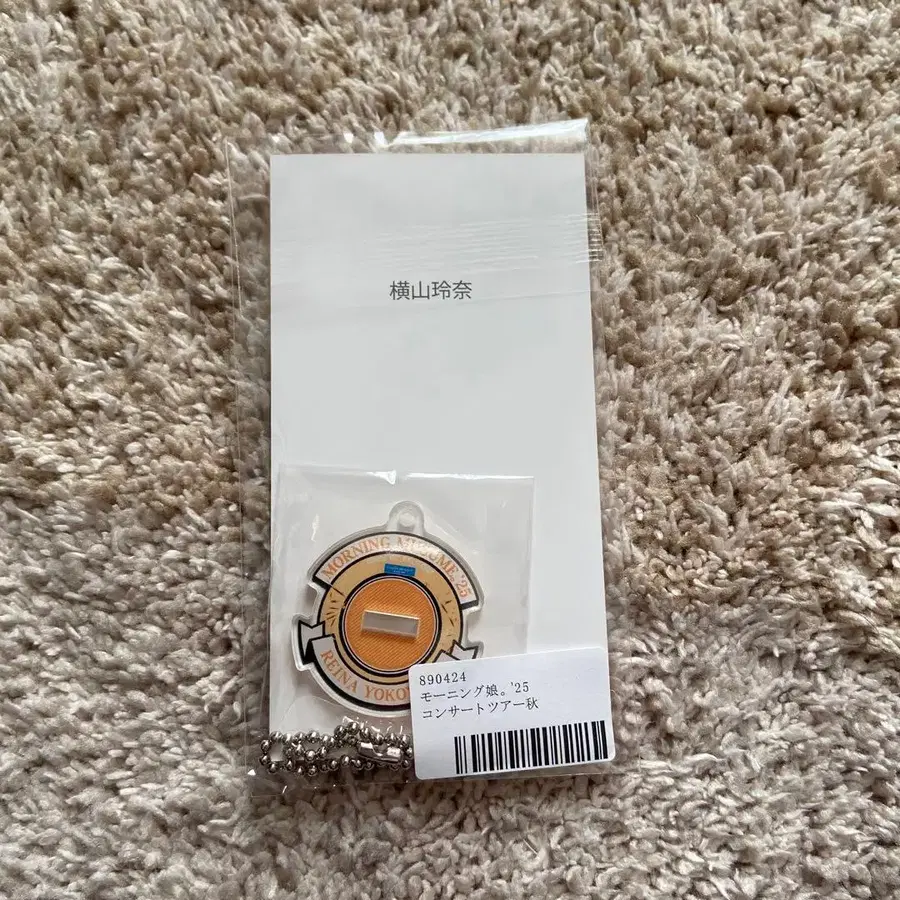 横山玲奈
MORNING MUSUME '25
REINA
890424
モーニング娘。'25
コンサートツアー秋